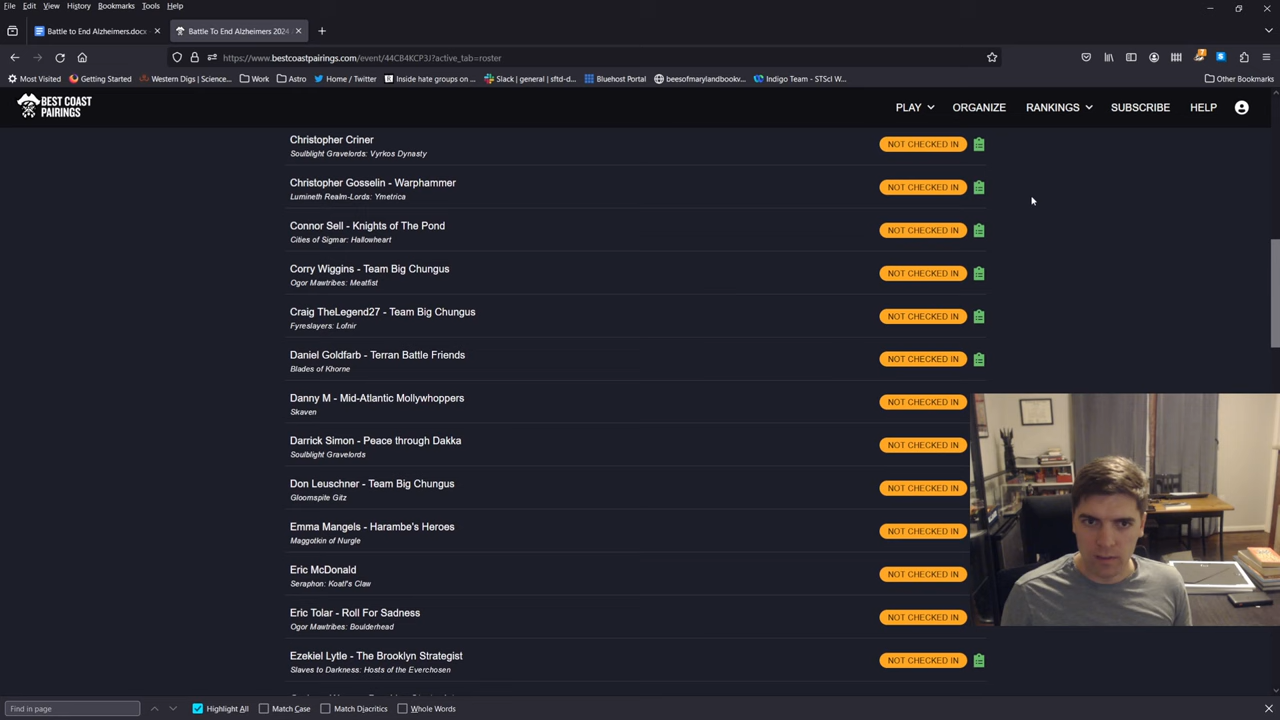 File Edit View History Bookmarks Tools Help
Battle to End Alzheimers.docx
Battle To End Alzheimers 2024
https://www.bestcoastpairings.com/event/44CB4KCP3J?active_tab=roster
Most Visited Getting Started Western Digs | Science... Work Astro Home / Twitter Inside hate groups on ... Slack | general | sftd-d... Bluehost Portal beesofmarylandbookv... Indigo Team - STScI W... Other Bookmarks
BEST COAST
PAIRINGS
PLAY ORGANIZE RANKINGS SUBSCRIBE HELP
Christopher Criner
Soulblight Gravelords: Vyrkos Dynasty
NOT CHECKED IN
Christopher Gosselin - Warphammer
Lumineth Realm-Lords: Ymetrica
NOT CHECKED IN
Connor Sell - Knights of The Pond
Cities of Sigmar: Hallowheart
NOT CHECKED IN
Corry Wiggins - Team Big Chungus
Ogor Mawtribes: Meatfist
NOT CHECKED IN
Craig TheLegend27 - Team Big Chungus
Fyreslayers: Lofnir
NOT CHECKED IN
Daniel Goldfarb - Terran Battle Friends
Blades of Khorne
NOT CHECKED IN
Danny M - Mid-Atlantic Mollywhoppers
Skaven
NOT CHECKED IN
Darrick Simon - Peace through Dakka
Soulblight Gravelords
NOT CHECKED IN
Don Leuschner - Team Big Chungus
Gloomspite Gitz
NOT CHECKED IN
Emma Mangels - Harambe's Heroes
Maggotkin of Nurgle
NOT CHECKED IN
Eric McDonald
Seraphon: Koatl's Claw
NOT CHECKED IN
Eric Tolar - Roll For Sadness
Ogor Mawtribes: Boulderhead
NOT CHECKED IN
Ezekiel Lytle - The Brooklyn Strategist
Slaves to Darkness: Hosts of the Everchosen
NOT CHECKED IN
Find in page Highlight All Match Case Match Diacritics Whole Words